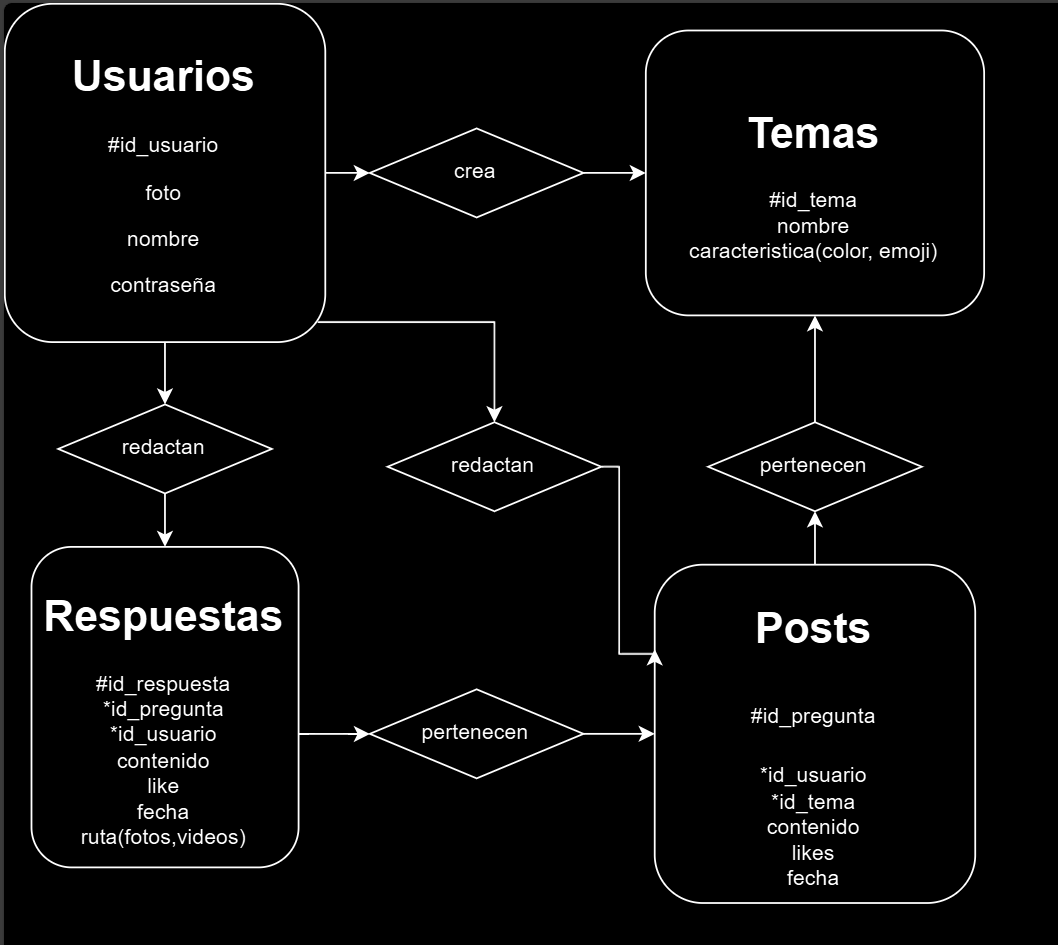 Usuarios
#id_usuario
foto
nombre
contraseña
crea
Temas
#id_tema
nombre
caracteristica(color, emoji)
redactan
redactan
pertenecen
Respuestas
#id_respuesta
*id_pregunta
*id_usuario
contenido
like
fecha
ruta(fotos,videos)
pertenecen
Posts
#id_pregunta
*id_usuario
*id_tema
contenido
likes
fecha